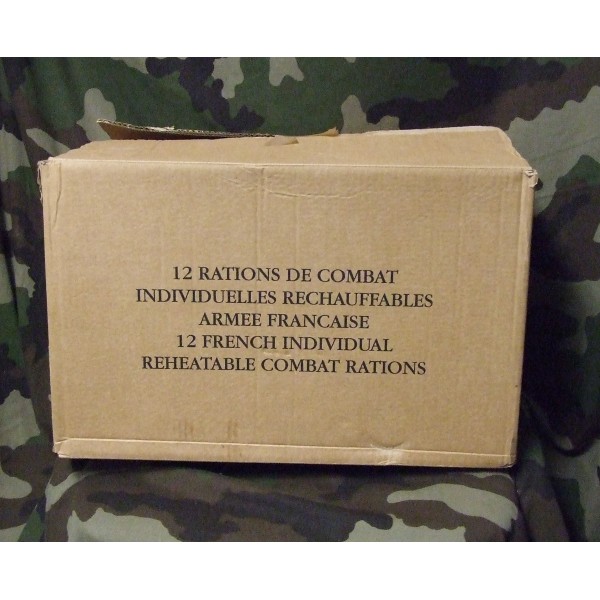 12 RATIONS DE COMBAT
INDIVIDUELLES RECHAUFFABLES
ARMEE FRANCAISE
12 FRENCH INDIVIDUAL
REHEATABLE COMBAT RATIONS